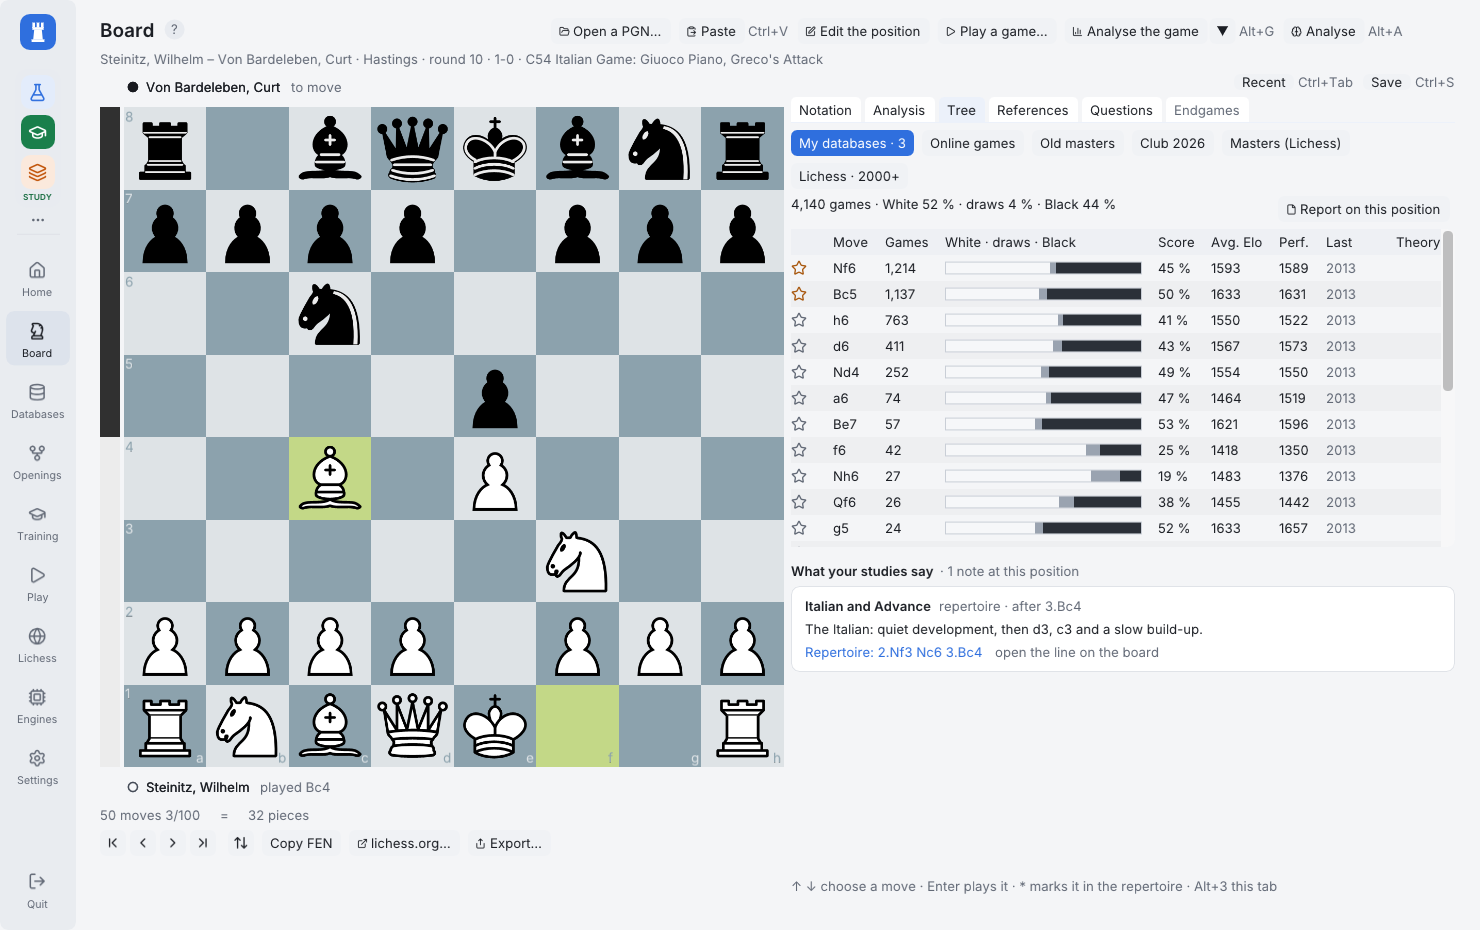 Board ?
Open a PGN... Paste Ctrl+V Edit the position Play a game... Analyse the game Alt+G Analyse Alt+A
Steinitz, Wilhelm – Von Bardeleben, Curt · Hastings · round 10 · 1-0 · C54 Italian Game: Giuoco Piano, Greco's Attack
Recent Ctrl+Tab Save Ctrl+S
STUDY
...
Home
Board
Databases
Openings
Training
Play
Lichess
Engines
Settings
Quit
Von Bardeleben, Curt to move
8
7
6
5
4
3
2
1
a b c d e f g h
Steinitz, Wilhelm played Bc4
50 moves 3/100 = 32 pieces
Copy FEN lichess.org... Export...
Notation Analysis Tree References Questions Endgames
My databases · 3 Online games Old masters Club 2026 Masters (Lichess)
Lichess · 2000+
4,140 games · White 52 % · draws 4 % · Black 44 %
Report on this position
Move Games White · draws · Black Score Avg. Elo Perf. Last Theory
Nf6 1,214 45 % 1593 1589 2013
Bc5 1,137 50 % 1633 1631 2013
h6 763 41 % 1550 1522 2013
d6 411 43 % 1567 1573 2013
Nd4 252 49 % 1554 1550 2013
a6 74 47 % 1464 1519 2013
Be7 57 53 % 1621 1596 2013
f6 42 25 % 1418 1350 2013
Nh6 27 19 % 1483 1376 2013
Qf6 26 38 % 1455 1442 2013
g5 24 52 % 1633 1657 2013
What your studies say · 1 note at this position
Italian and Advance repertoire · after 3.Bc4
The Italian: quiet development, then d3, c3 and a slow build-up.
Repertoire: 2.Nf3 Nc6 3.Bc4 open the line on the board
↑ ↓ choose a move · Enter plays it · * marks it in the repertoire · Alt+3 this tab